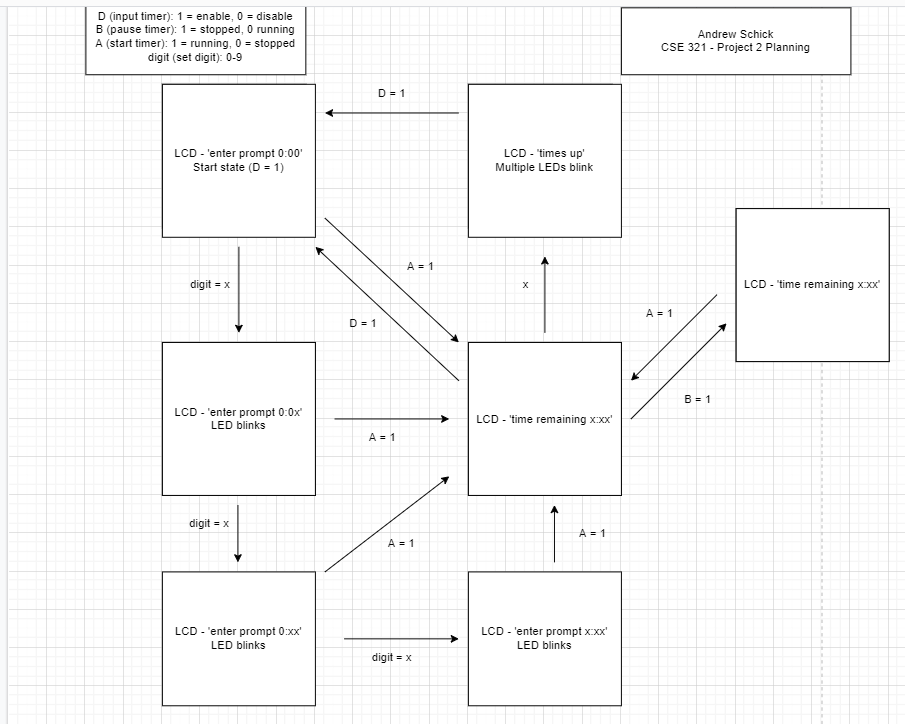 D (input timer): 1 = enable, 0 = disable
B (pause timer): 1 = stopped, 0 running
A (start timer): 1 = running, 0 = stopped
digit (set digit): 0-9
Andrew Schick
CSE 321 - Project 2 Planning
D = 1
LCD - 'enter prompt 0:00'
Start state (D = 1)
LCD - 'times up'
Multiple LEDs blink
A = 1
digit = x
x
LCD - 'time remaining x:xx'
A = 1
D = 1
B = 1
LCD - 'enter prompt 0:0x'
LED blinks
A = 1
LCD - 'time remaining x:xx'
digit = x
A = 1
A = 1
LCD - 'enter prompt 0:xx'
LED blinks
digit = x
LCD - 'enter prompt x:xx'
LED blinks